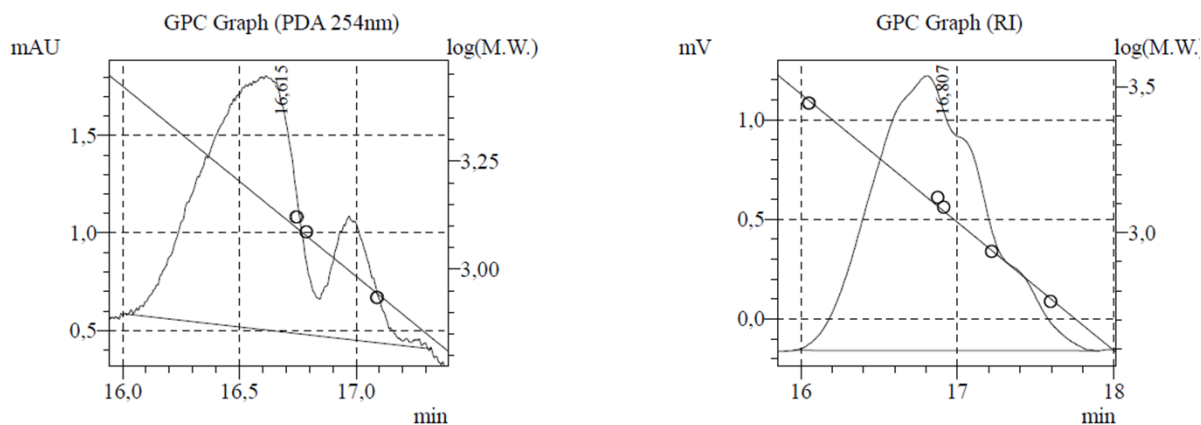 GPC Graph (PDA 254nm)
mAU
log(M.W.)
16,615
1,5
1,0
0,5
3,25
3,00
16,0
16,5
17,0
min
GPC Graph (RI)
mV
log(M.W.)
16,807
1,0
0,5
0,0
3,5
3,0
16
17
18
min